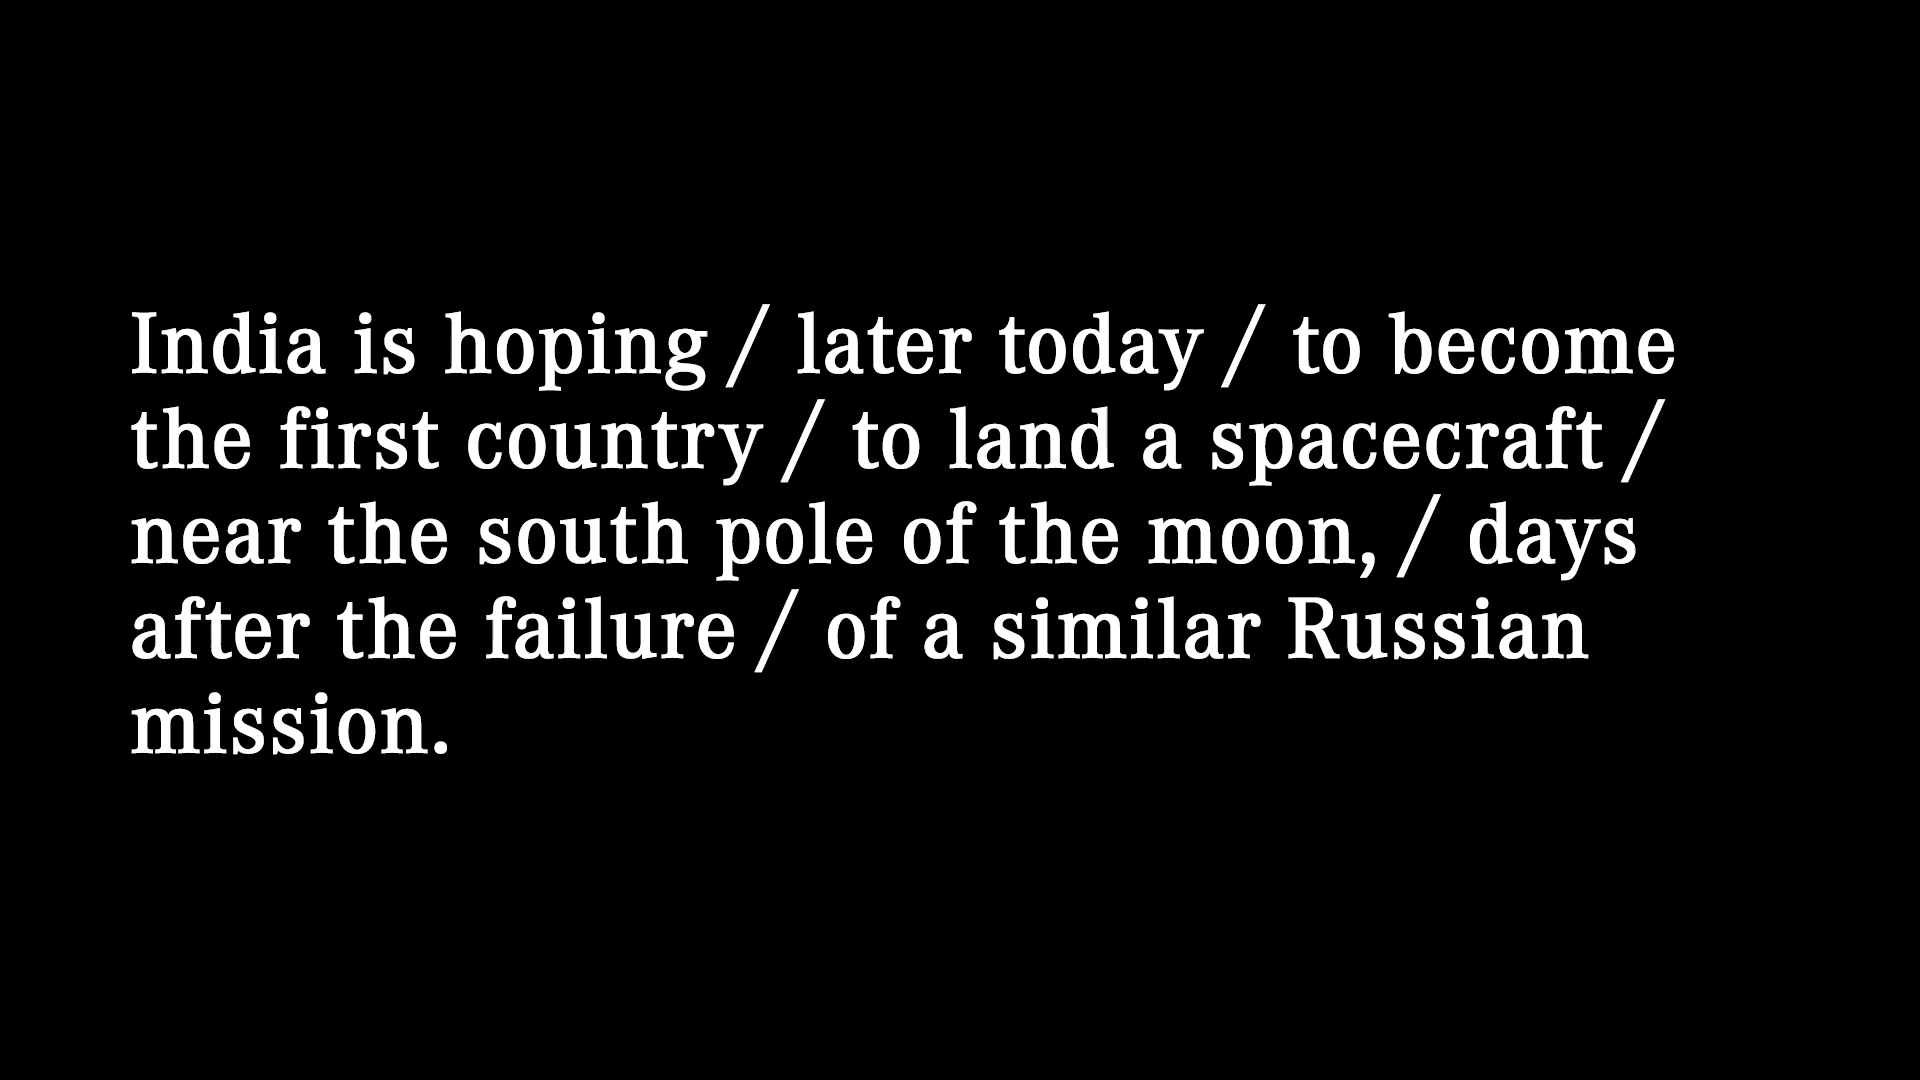 India is hoping / later today / to become
the first country / to land a spacecraft /
near the south pole of the moon, / days
after the failure / of a similar Russian
mission.